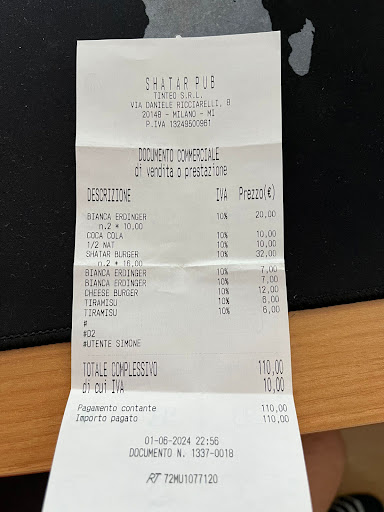 SHATAR PUB
TINTEO S.R.L.
VIA DANIELE RICCIARELLI, 8
20148 - MILANO - MI
P.IVA 13249500961
DOCUMENTO COMMERCIALE
di vendita o prestazione
DESCRIZIONE IVA Prezzo(€)
BIANCA ERDINGER 10% 20,00
n.2 * 10,00
COCA COLA 10% 10,00
1/2 NAT 10% 10,00
SHATAR BURGER 10% 32,00
n.2 * 16,00
BIANCA ERDINGER 10% 7,00
BIANCA ERDINGER 10% 7,00
CHEESE BURGER 10% 12,00
TIRAMISU 10% 6,00
TIRAMISU 10% 6,00
#
#D2
#UTENTE SIMONE
TOTALE COMPLESSIVO 110,00
di cui IVA 10,00
Pagamento contante 110,00
Importo pagato 110,00
01-06-2024 22:56
DOCUMENTO N. 1337-0018
RT 72MU1077120